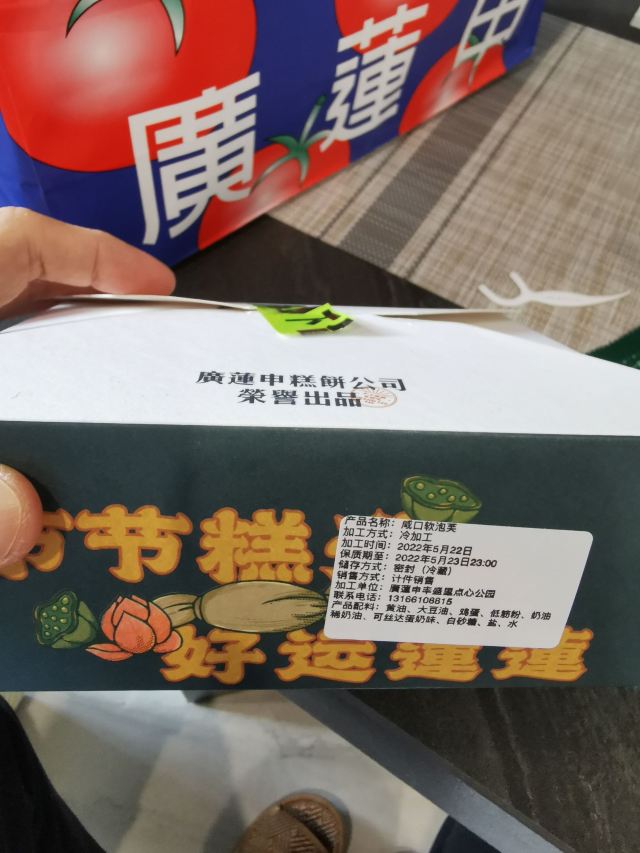 廣蓮申
廣蓮申糕餅公司
榮譽出品
节节糕
产品名称：咸口软泡芙
加工方式：冷加工
加工时间：2022年5月22日
保质期至：2022年5月23日23:00
储存方式：密封（冷藏）
销售方式：计件销售
加工单位：廣蓮申丰盛里点心公园
联系电话：13166108815
产品配料：黄油、大豆油、鸡蛋、低筋粉、奶油
稀奶油、可丝达蛋奶味、白砂糖、盐、水
好运蓮蓮